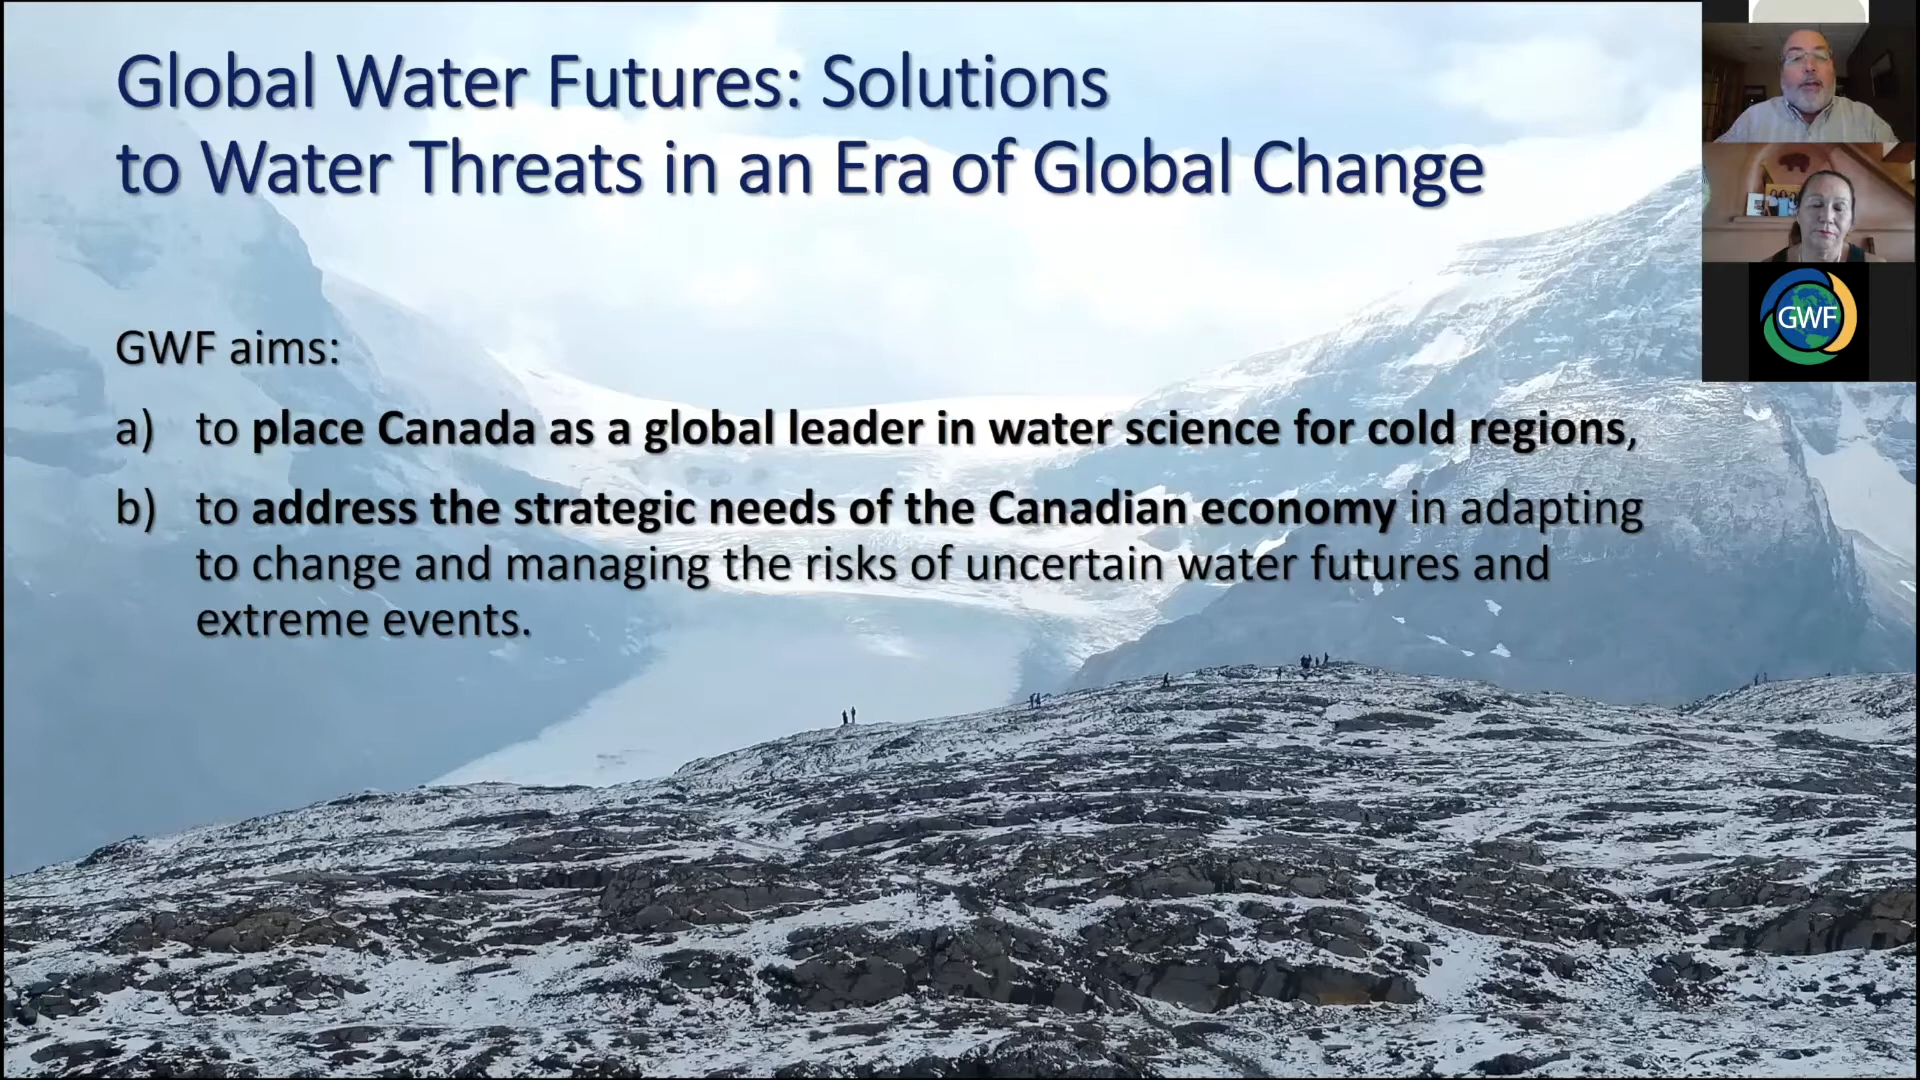 Global Water Futures: Solutions
to Water Threats in an Era of Global Change
GWF aims:
a) to place Canada as a global leader in water science for cold regions,
b) to address the strategic needs of the Canadian economy in adapting
to change and managing the risks of uncertain water futures and
extreme events.
GWF